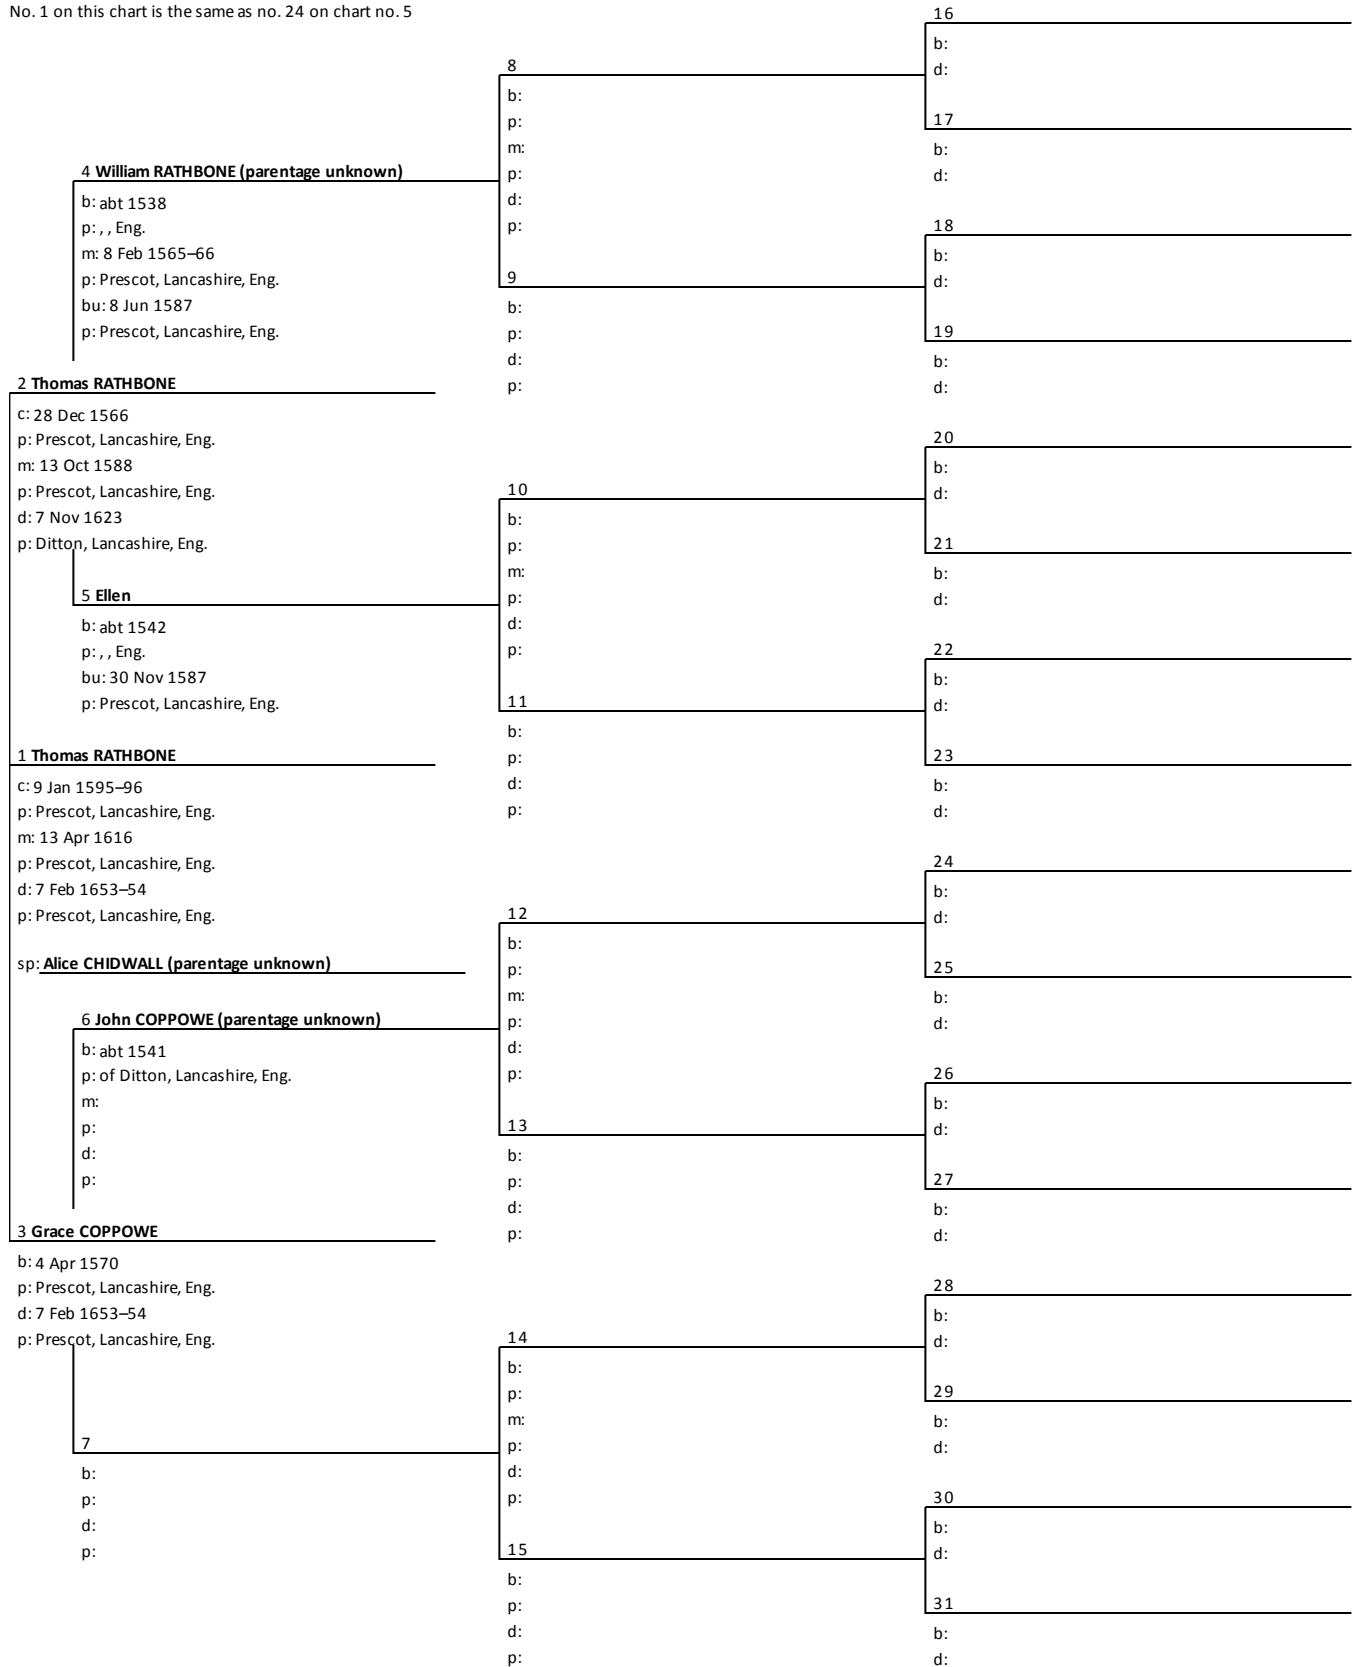 No. 1 on this chart is the same as no. 24 on chart no. 5
16
b:
d:
8
b:
p:
m:
p:
d:
p:
17
b:
d:
4 William RATHBONE (parentage unknown)
b: abt 1538
p: , , Eng.
m: 8 Feb 1565–66
p: Prescot, Lancashire, Eng.
bu: 8 Jun 1587
p: Prescot, Lancashire, Eng.
18
b:
d:
9
b:
p:
d:
p:
19
b:
d:
2 Thomas RATHBONE
c: 28 Dec 1566
p: Prescot, Lancashire, Eng.
m: 13 Oct 1588
p: Prescot, Lancashire, Eng.
d: 7 Nov 1623
p: Ditton, Lancashire, Eng.
20
b:
d:
10
b:
p:
m:
p:
d:
p:
21
b:
d:
5 Ellen
b: abt 1542
p: , , Eng.
bu: 30 Nov 1587
p: Prescot, Lancashire, Eng.
22
b:
d:
11
b:
p:
d:
p:
23
b:
d:
1 Thomas RATHBONE
c: 9 Jan 1595–96
p: Prescot, Lancashire, Eng.
m: 13 Apr 1616
p: Prescot, Lancashire, Eng.
d: 7 Feb 1653–54
p: Prescot, Lancashire, Eng.
sp: Alice CHIDWALL (parentage unknown)
24
b:
d:
12
b:
p:
m:
p:
d:
p:
25
b:
d:
6 John COPPOWE (parentage unknown)
b: abt 1541
p: of Ditton, Lancashire, Eng.
m:
p:
d:
p:
26
b:
d:
13
b:
p:
d:
p:
27
b:
d:
3 Grace COPPOWE
b: 4 Apr 1570
p: Prescot, Lancashire, Eng.
d: 7 Feb 1653–54
p: Prescot, Lancashire, Eng.
28
b:
d:
14
b:
p:
m:
p:
d:
p:
29
b:
d:
7
b:
p:
d:
p:
30
b:
d:
15
b:
p:
d:
p:
31
b:
d: